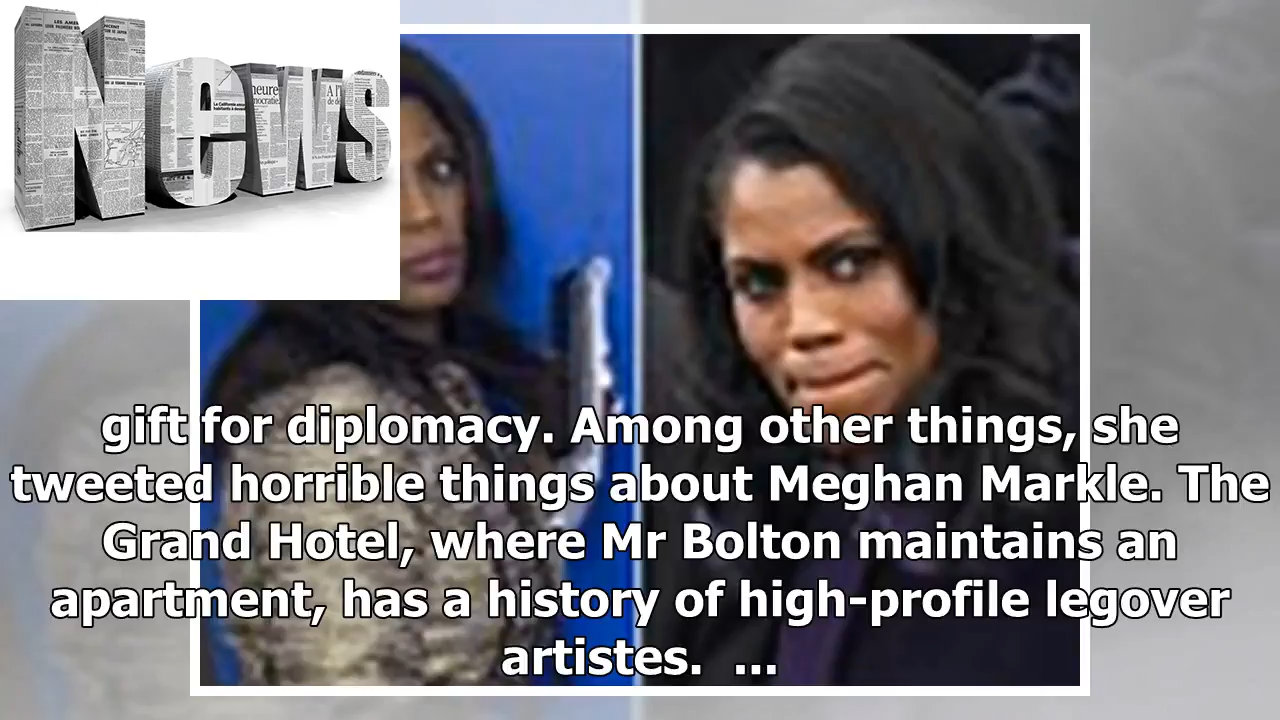 News
gift for diplomacy. Among other things, she
tweeted horrible things about Meghan Markle. The
Grand Hotel, where Mr Bolton maintains an
apartment, has a history of high-profile legover
artistes.  ...